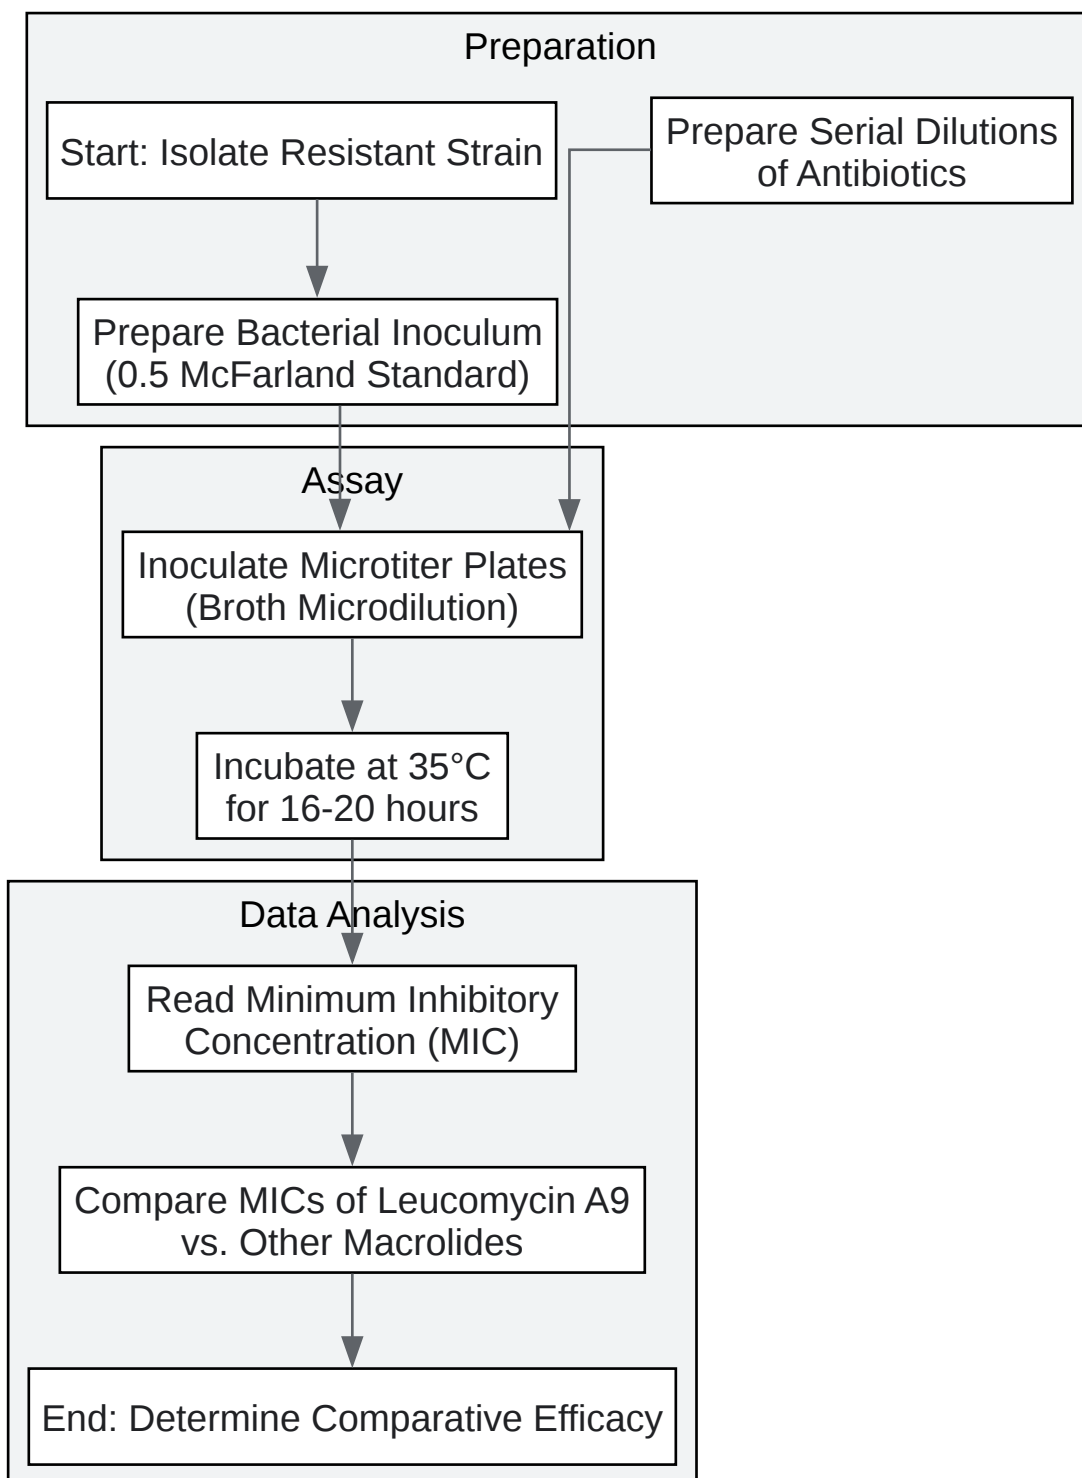 Preparation
Start: Isolate Resistant Strain
Prepare Serial Dilutions
of Antibiotics
Prepare Bacterial Inoculum
(0.5 McFarland Standard)
Assay
Inoculate Microtiter Plates
(Broth Microdilution)
Incubate at 35°C
for 16-20 hours
Data Analysis
Read Minimum Inhibitory
Concentration (MIC)
Compare MICs of Leucomycin A9
vs. Other Macrolides
End: Determine Comparative Efficacy